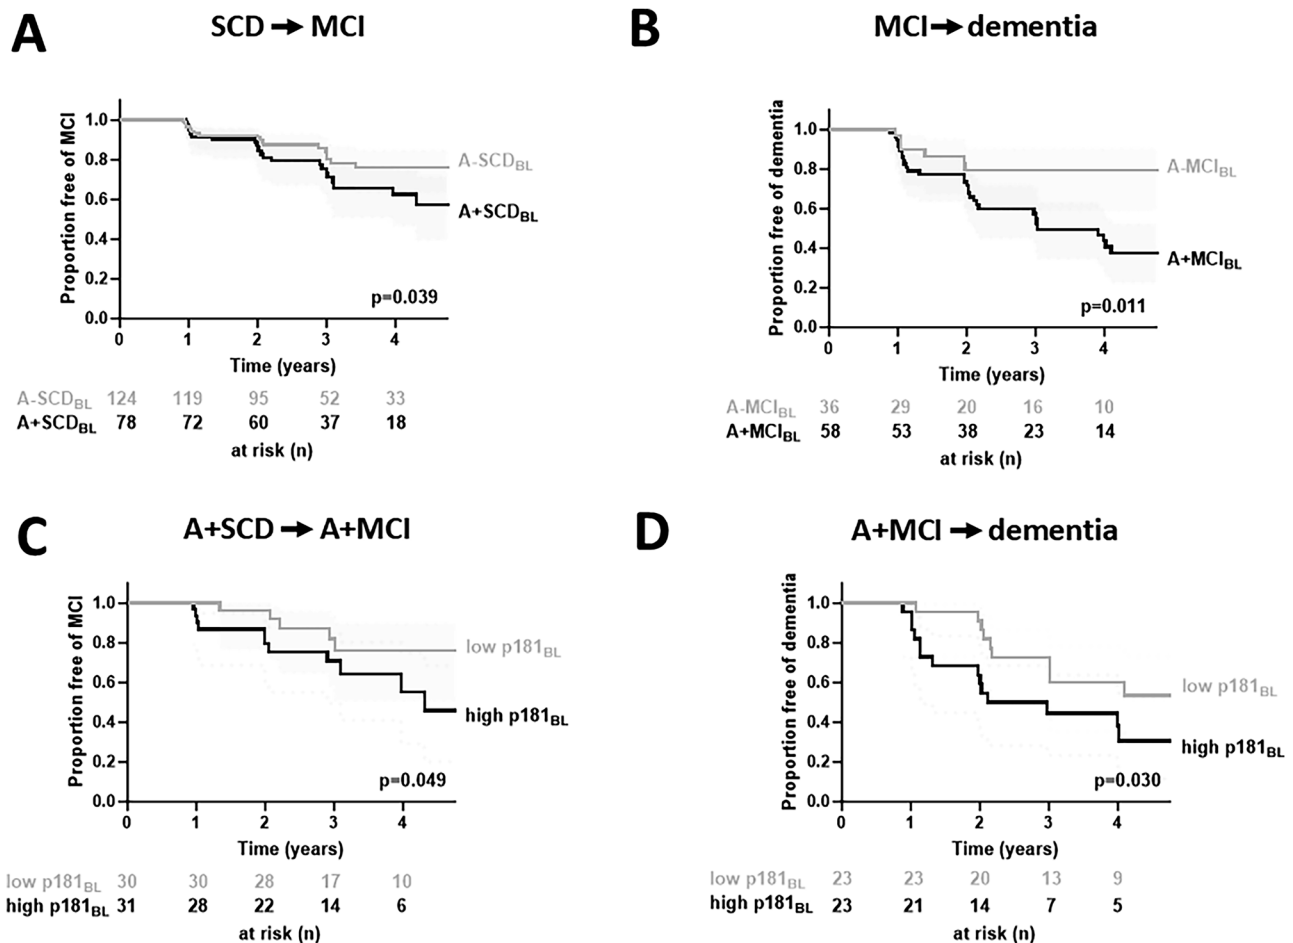 A
SCD → MCI
Proportion free of MCI
1.0
0.8
0.6
0.4
0.2
0.0
A-SCDBL
A+SCDBL
p=0.039
0 1 2 3 4
Time (years)
A-SCDBL 124 119 95 52 33
A+SCDBL 78 72 60 37 18
at risk (n)
B
MCI → dementia
Proportion free of dementia
1.0
0.8
0.6
0.4
0.2
0.0
A-MCIBL
A+MCIBL
p=0.011
0 1 2 3 4
Time (years)
A-MCIBL 36 29 20 16 10
A+MCIBL 58 53 38 23 14
at risk (n)
C
A+SCD → A+MCI
Proportion free of MCI
1.0
0.8
0.6
0.4
0.2
0.0
low p181BL
high p181BL
p=0.049
0 1 2 3 4
Time (years)
low p181BL 30 30 28 17 10
high p181BL 31 28 22 14 6
at risk (n)
D
A+MCI → dementia
Proportion free of dementia
1.0
0.8
0.6
0.4
0.2
0.0
low p181BL
high p181BL
p=0.030
0 1 2 3 4
Time (years)
low p181BL 23 23 20 13 9
high p181BL 23 21 14 7 5
at risk (n)